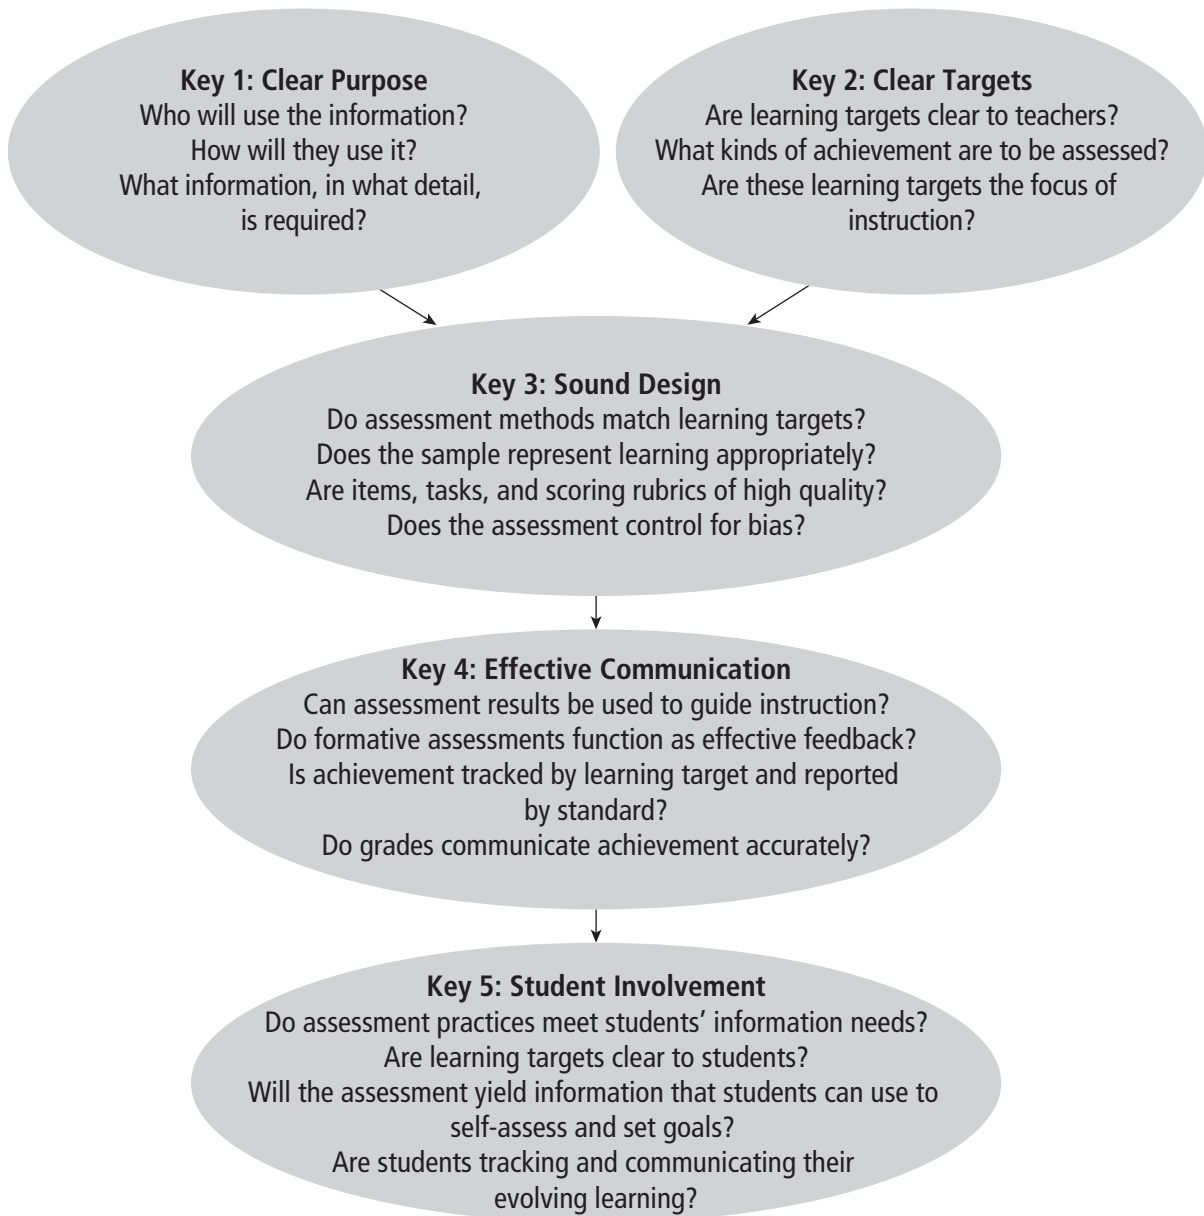 Key 1: Clear Purpose
Who will use the information?
How will they use it?
What information, in what detail,
is required?
Key 2: Clear Targets
Are learning targets clear to teachers?
What kinds of achievement are to be assessed?
Are these learning targets the focus of
instruction?
Key 3: Sound Design
Do assessment methods match learning targets?
Does the sample represent learning appropriately?
Are items, tasks, and scoring rubrics of high quality?
Does the assessment control for bias?
Key 4: Effective Communication
Can assessment results be used to guide instruction?
Do formative assessments function as effective feedback?
Is achievement tracked by learning target and reported
by standard?
Do grades communicate achievement accurately?
Key 5: Student Involvement
Do assessment practices meet students’ information needs?
Are learning targets clear to students?
Will the assessment yield information that students can use to
self-assess and set goals?
Are students tracking and communicating their
evolving learning?